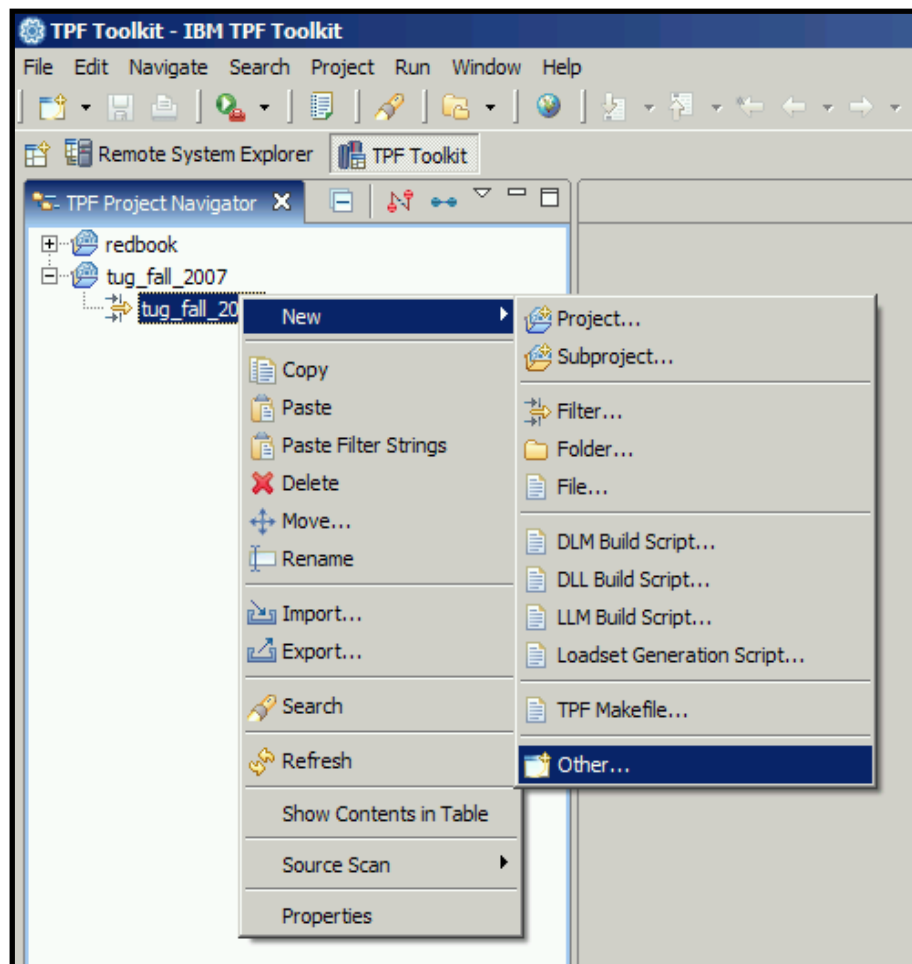 TPF Toolkit - IBM TPF Toolkit
File Edit Navigate Search Project Run Window Help
Remote System Explorer TPF Toolkit
TPF Project Navigator
redbook
tug_fall_2007
tug_fall_20
New
Copy
Paste
Paste Filter Strings
Delete
Move...
Rename
Import...
Export...
Search
Refresh
Show Contents in Table
Source Scan
Properties
Project...
Subproject...
Filter...
Folder...
File...
DLM Build Script...
DLL Build Script...
LLM Build Script...
Loadset Generation Script...
TPF Makefile...
Other...